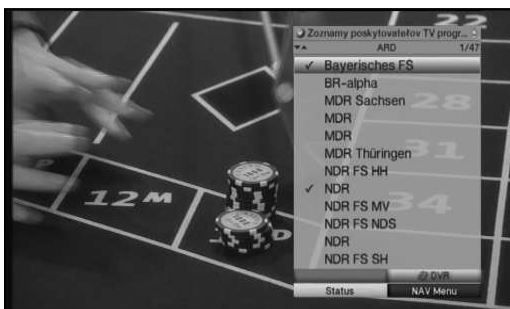 Zoznamy poskytovateľov TV progr...
ARD 1/47
✓ Bayerisches FS
BR-alpha
MDR Sachsen
MDR
MDR
MDR Thüringen
NDR FS HH
✓ NDR
NDR FS MV
NDR FS NDS
NDR
NDR FS SH
DVR
Status NAV Menu
22
28
31
34
12M